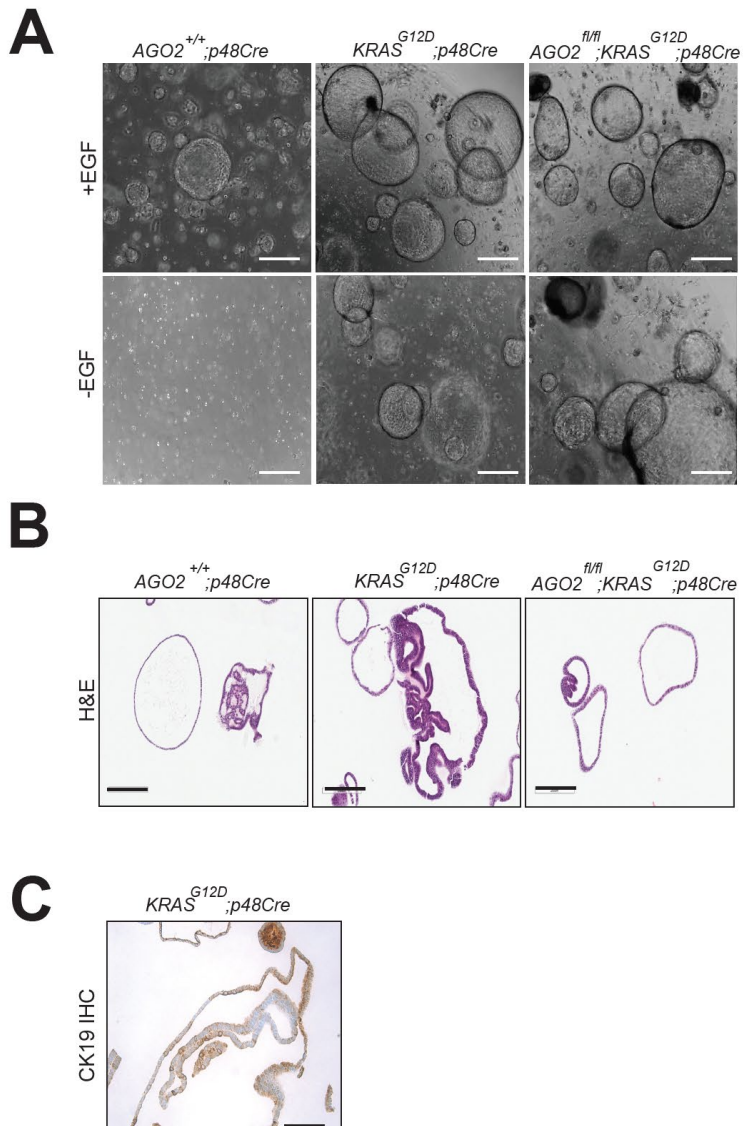 A
AGO2+/+;p48Cre
KRASG12D;p48Cre
AGO2fl/fl;KRASG12D;p48Cre
+EGF
-EGF
B
AGO2+/+;p48Cre
KRASG12D;p48Cre
AGO2fl/fl;KRASG12D;p48Cre
H&E
C
KRASG12D;p48Cre
CK19 IHC